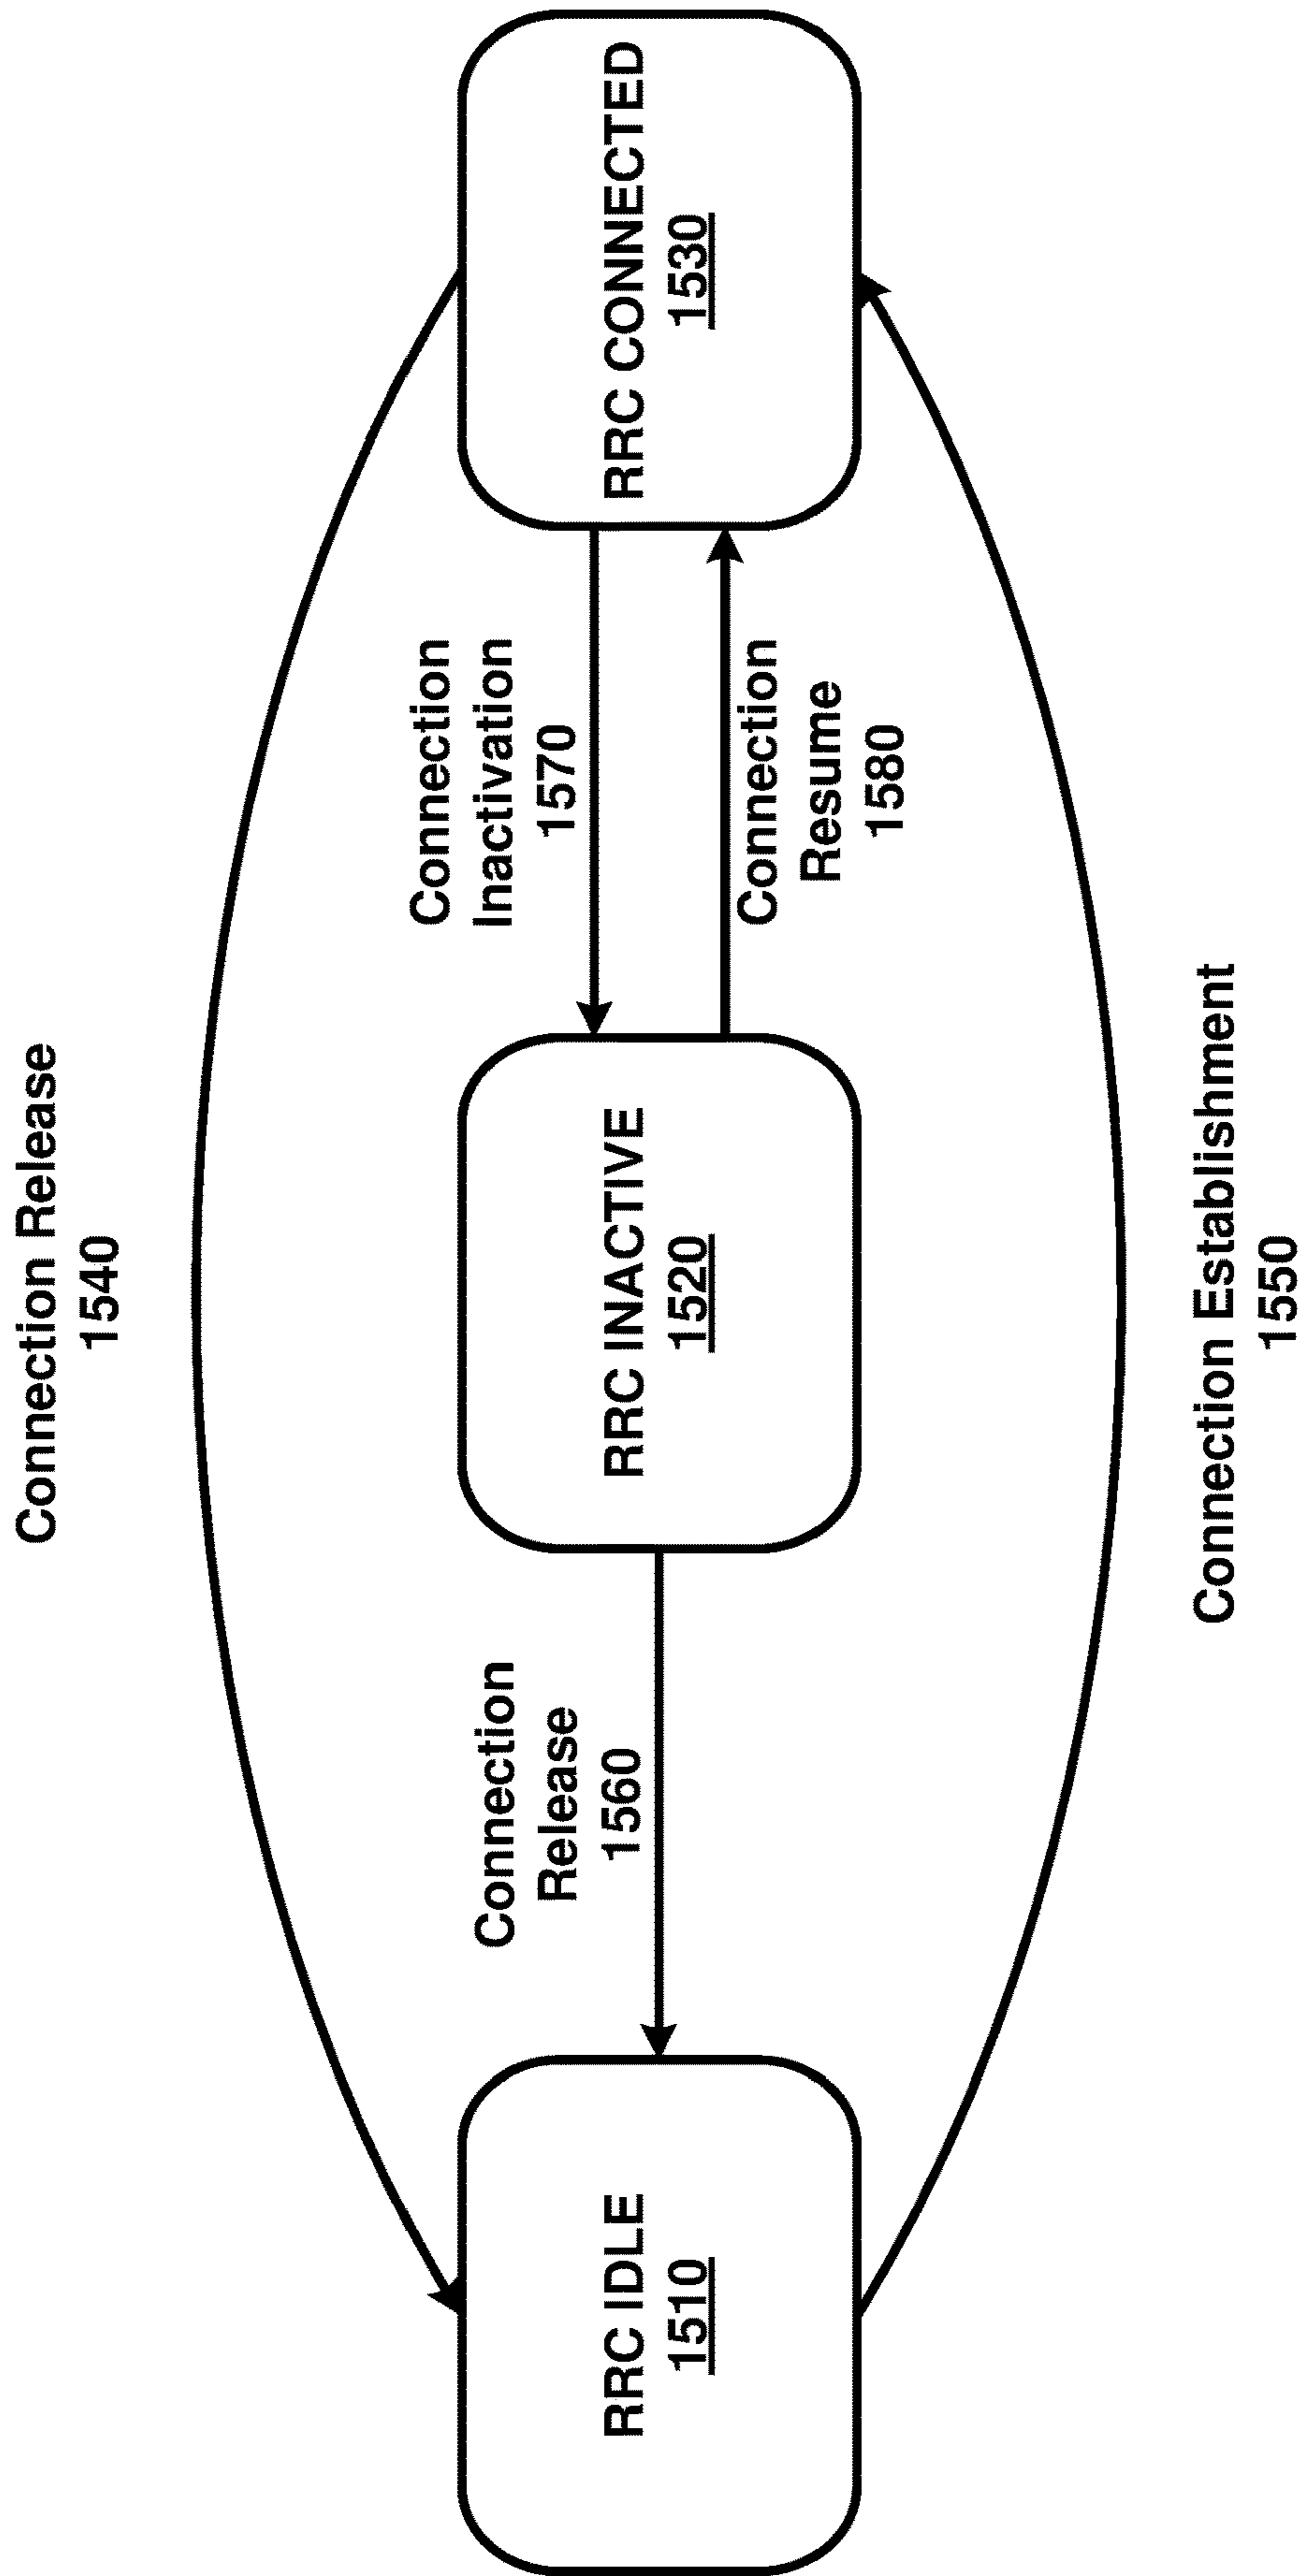 Connection Release
1540
RRC IDLE
1510
Connection
Release
1560
RRC INACTIVE
1520
Connection
Inactivation
1570
Connection
Resume
1580
RRC CONNECTED
1530
Connection Establishment
1550